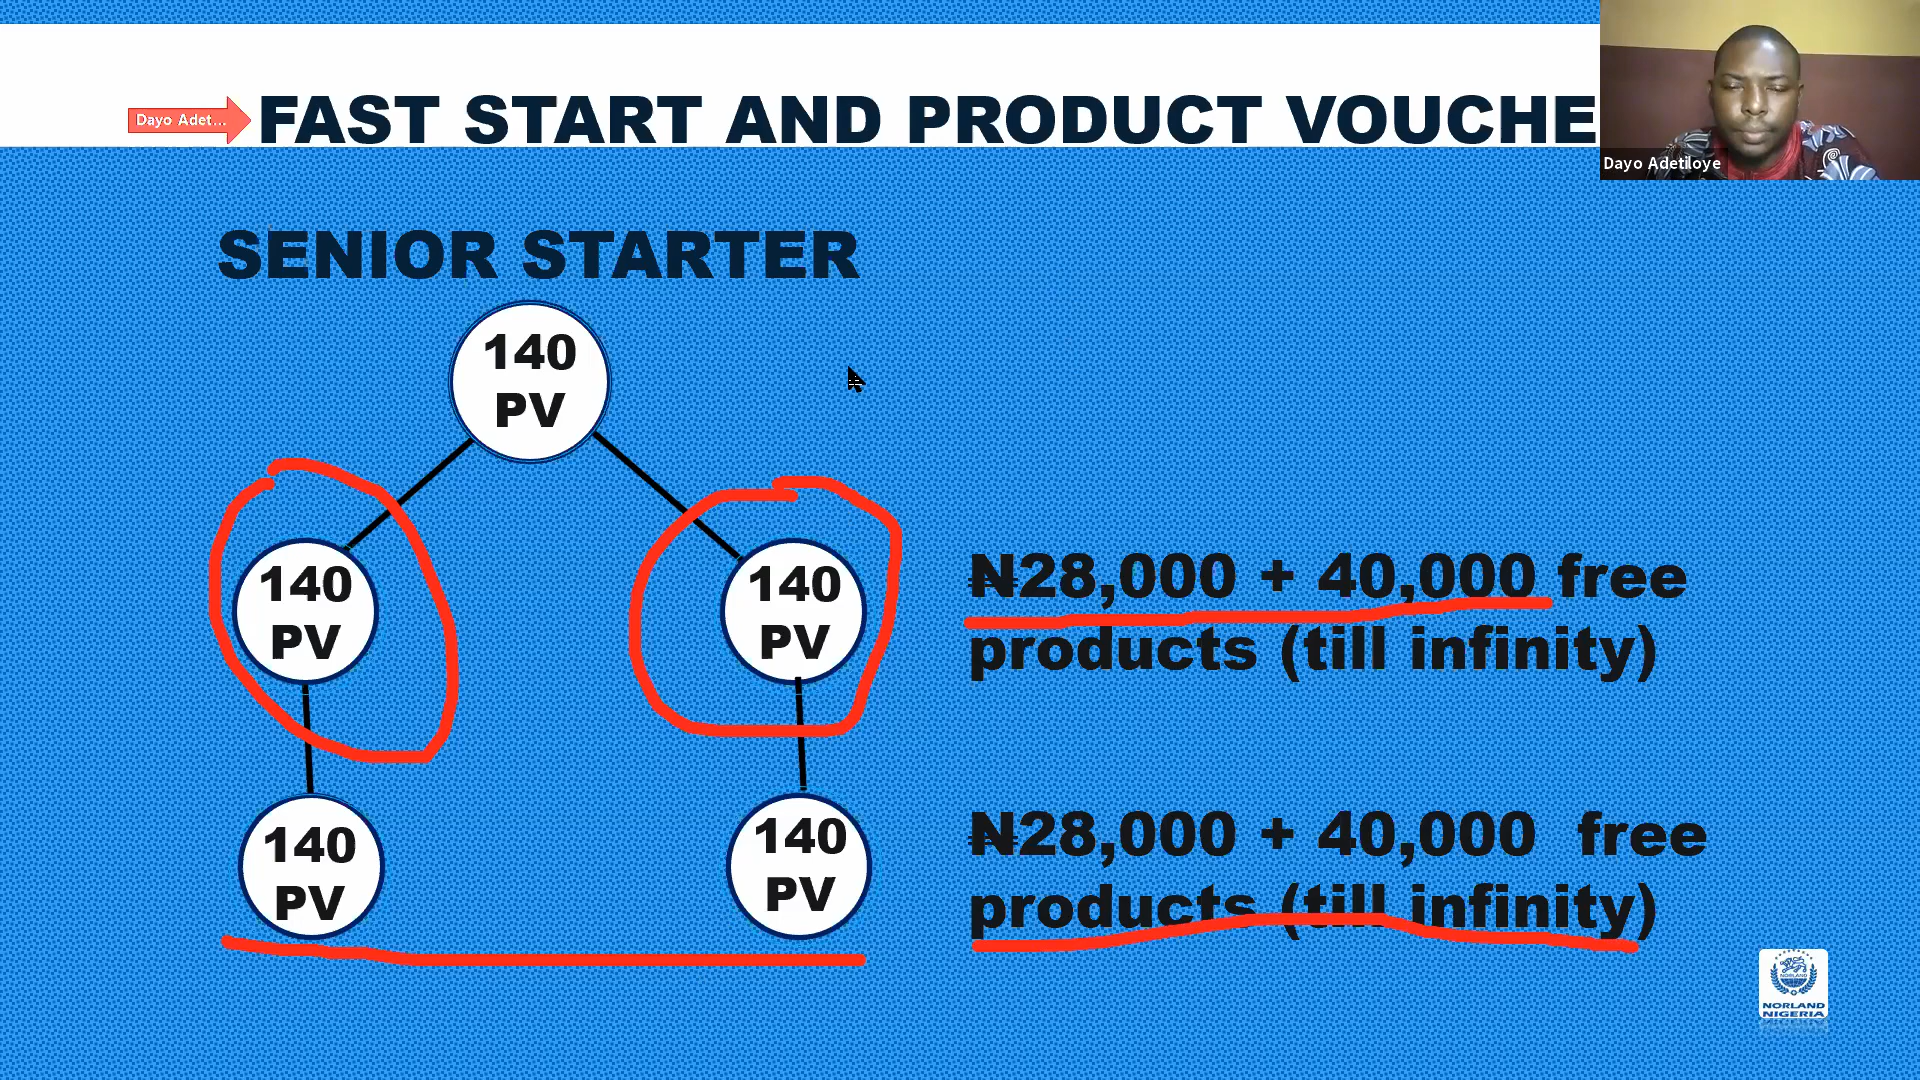 Dayo Adet...
FAST START AND PRODUCT VOUCHE
Dayo Adetiloye
SENIOR STARTER
140
PV
140
PV
140
PV
₦28,000 + 40,000 free
products (till infinity)
140
PV
140
PV
₦28,000 + 40,000 free
products (till infinity)
NORLAND
NIGERIA